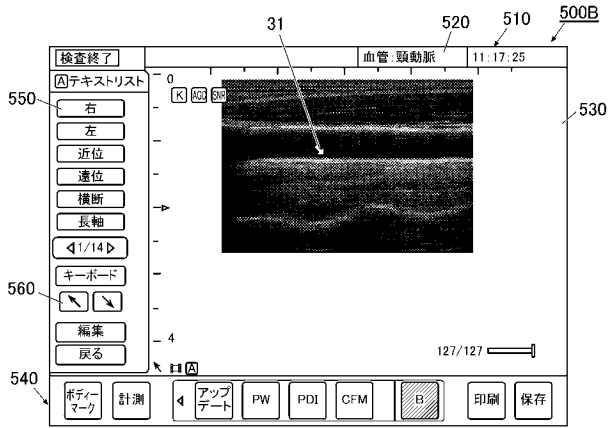 500B
520
510
31
検査終了
血管:頸動脈
11:17:25
Aテキストリスト
0
K AGC SNR
550
530
右
左
近位
遠位
横断
長軸
1/14
キーボード
560
編集
戻る
4
A
127/127
540
ボディー
マーク
計測
アップ
デート
PW
PDI
CFM
B
印刷
保存